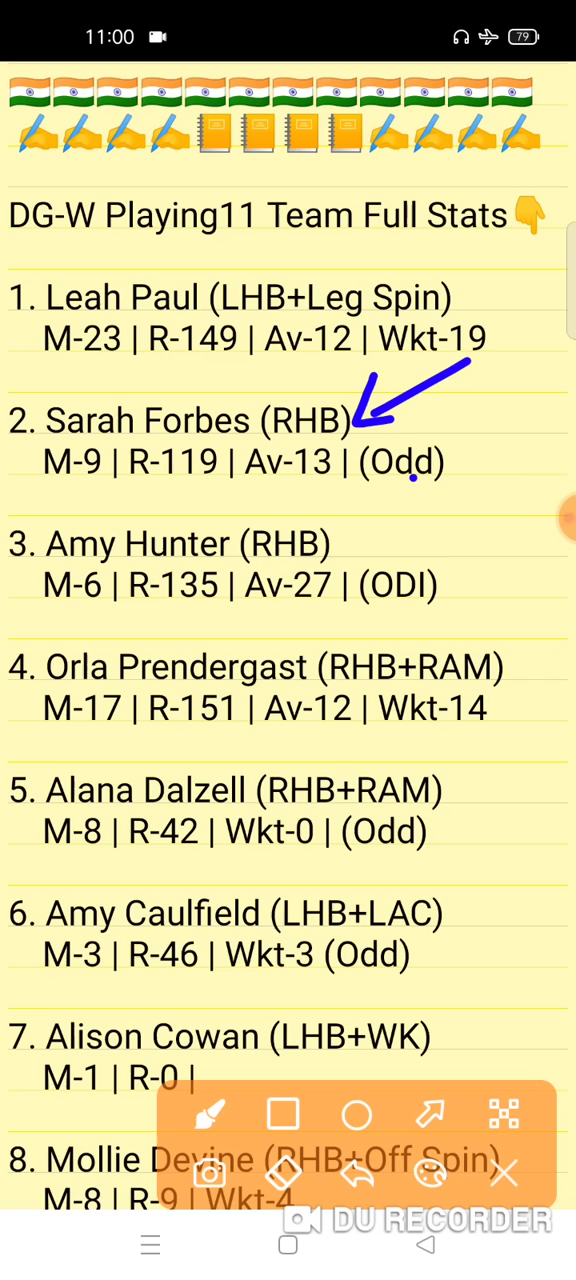 11:00
79
DG-W Playing11 Team Full Stats
1. Leah Paul (LHB+Leg Spin)
M-23 | R-149 | Av-12 | Wkt-19
2. Sarah Forbes (RHB)
M-9 | R-119 | Av-13 | (Odd)
3. Amy Hunter (RHB)
M-6 | R-135 | Av-27 | (ODI)
4. Orla Prendergast (RHB+RAM)
M-17 | R-151 | Av-12 | Wkt-14
5. Alana Dalzell (RHB+RAM)
M-8 | R-42 | Wkt-0 | (Odd)
6. Amy Caulfield (LHB+LAC)
M-3 | R-46 | Wkt-3 (Odd)
7. Alison Cowan (LHB+WK)
M-1 | R-0 |
8. Mollie Devine (RHB+Off Spin)
M-8 | R-9 | Wkt-4
DU RECORDER